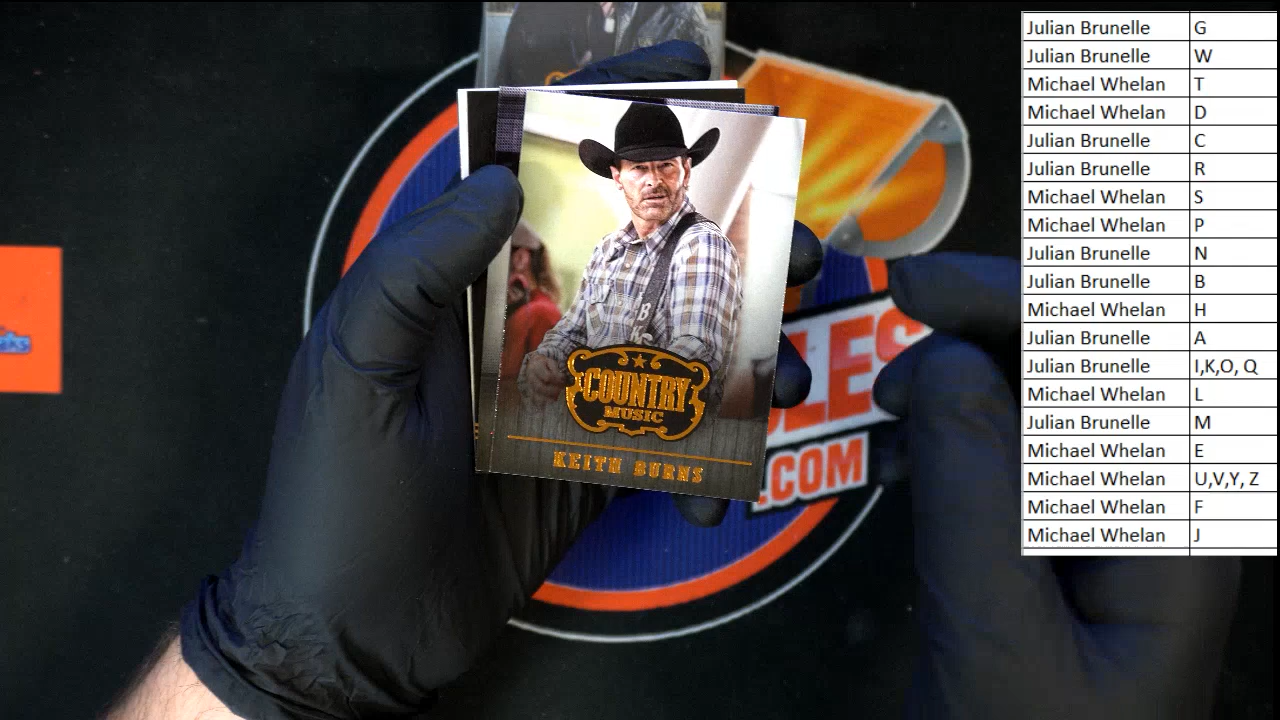 COUNTRY
MUSIC
KEITH BURNS
.COM
Julian Brunelle G
Julian Brunelle W
Michael Whelan T
Michael Whelan D
Julian Brunelle C
Julian Brunelle R
Michael Whelan S
Michael Whelan P
Julian Brunelle N
Julian Brunelle B
Michael Whelan H
Julian Brunelle A
Julian Brunelle I,K,O, Q
Michael Whelan L
Julian Brunelle M
Michael Whelan E
Michael Whelan U,V,Y, Z
Michael Whelan F
Michael Whelan J